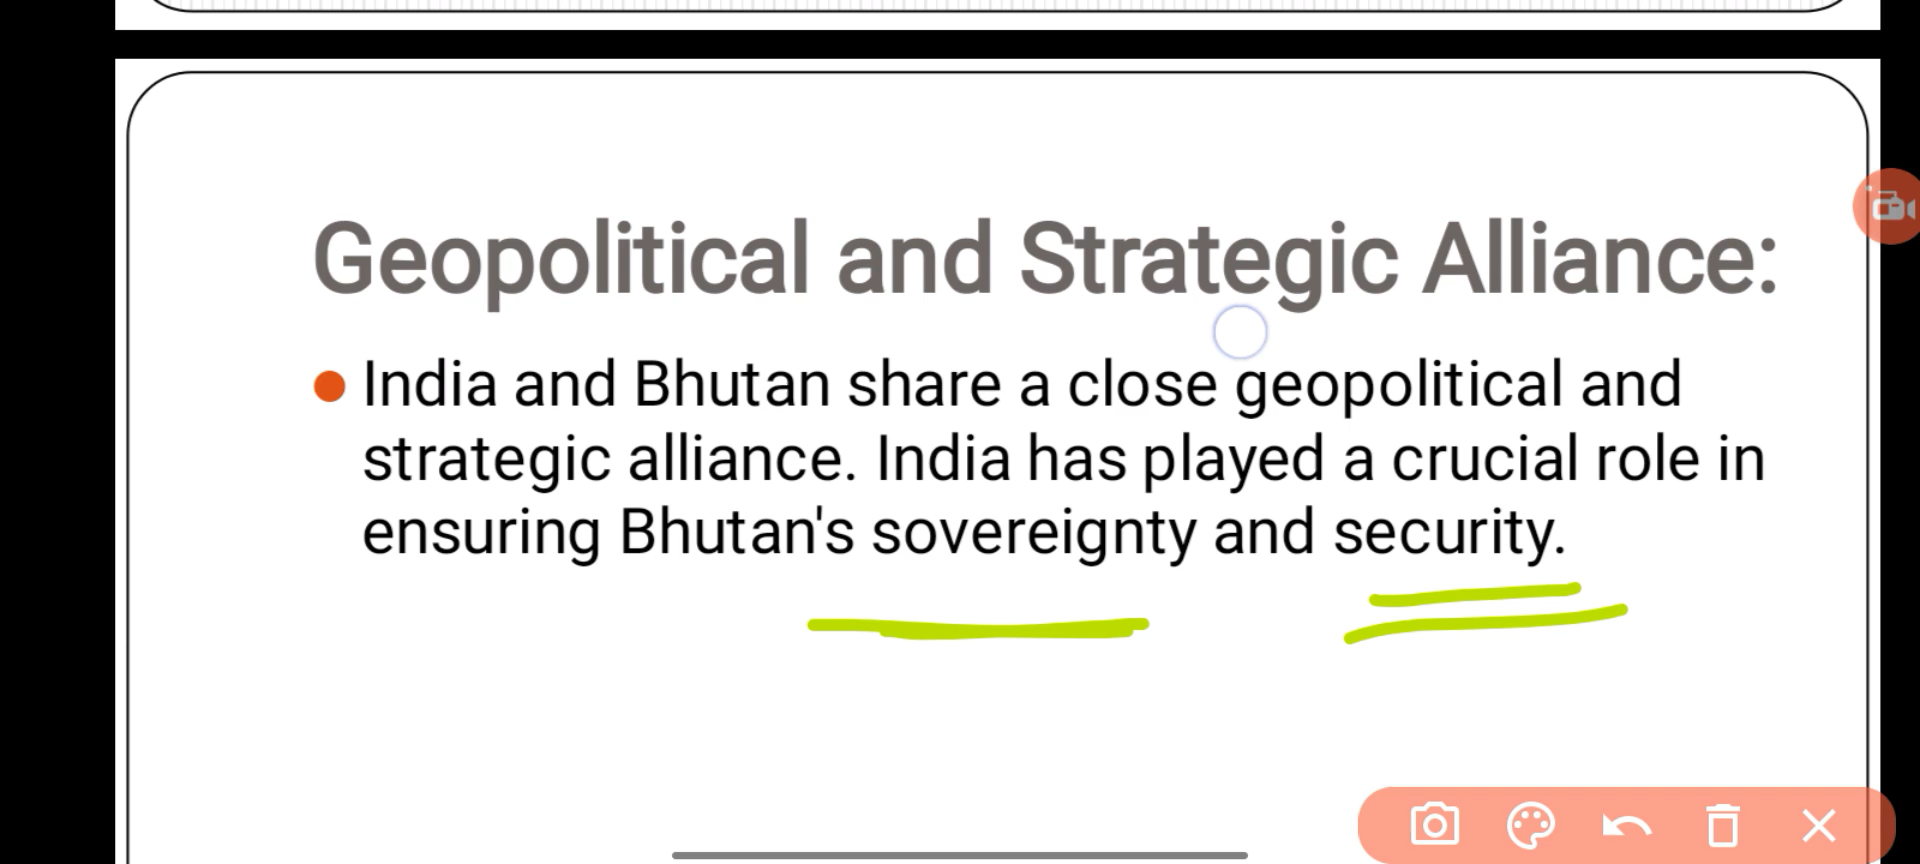 Geopolitical and Strategic Alliance:
India and Bhutan share a close geopolitical and
strategic alliance. India has played a crucial role in
ensuring Bhutan's sovereignty and security.